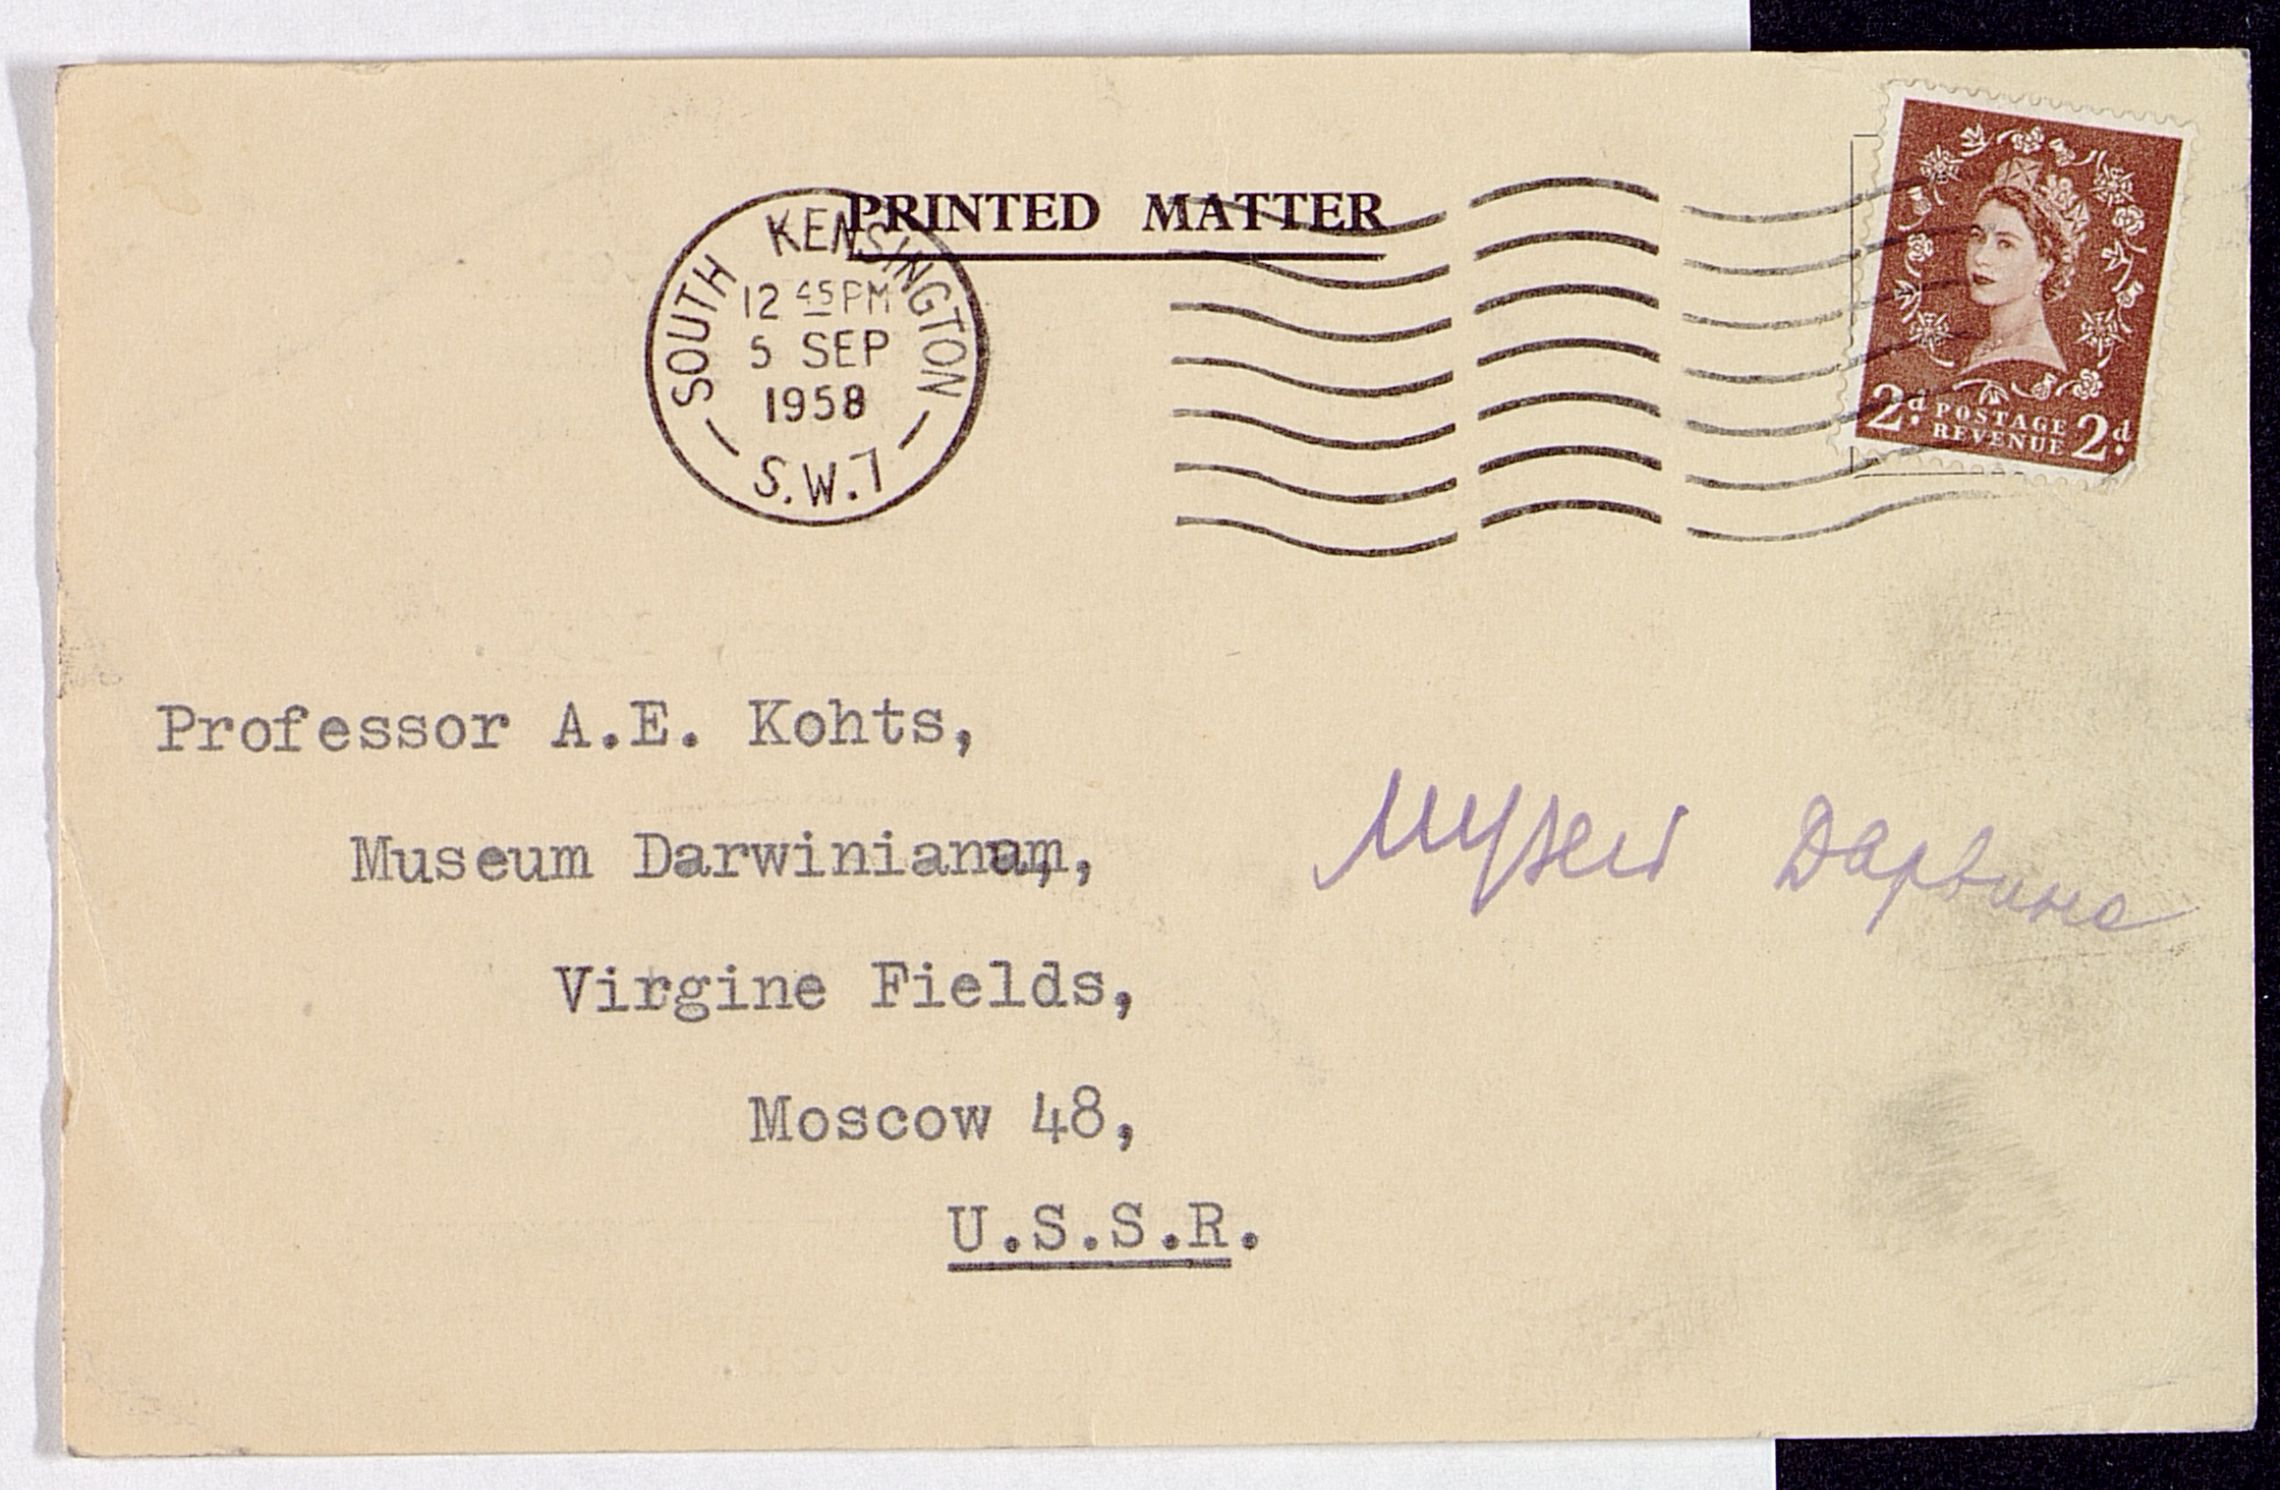 PRINTED MATTER
SOUTH KENSINGTON
12 45 PM
5 SEP
1958
S.W.7
2d POSTAGE 2d
REVENUE
Professor A.E. Kohts,
Museum Darwinianum,
Музей Дарвина
Virgine Fields,
Moscow 48,
U.S.S.R.